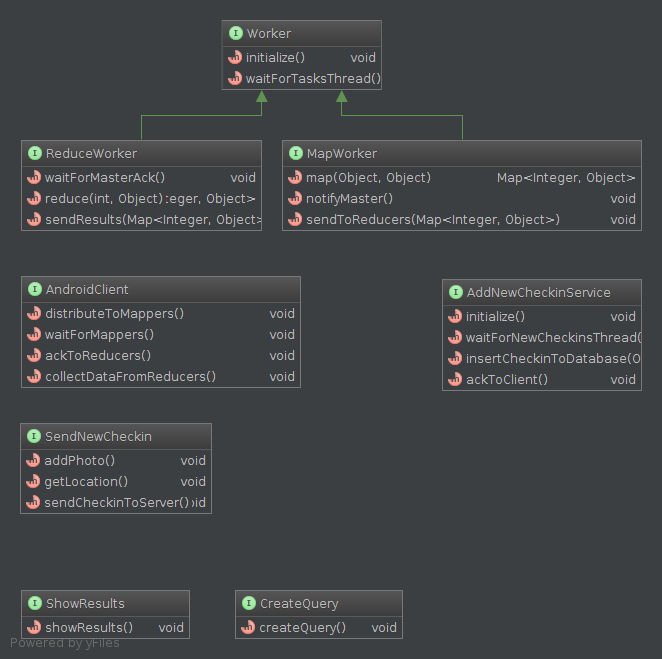 Worker
initialize() void
waitForTasksThread()
ReduceWorker
waitForMasterAck() void
reduce(int, Object) :eger, Object>
sendResults(Map<Integer, Object>
MapWorker
map(Object, Object) Map<Integer, Object>
notifyMaster() void
sendToReducers(Map<Integer, Object>) void
AndroidClient
distributeToMappers() void
waitForMappers() void
ackToReducers() void
collectDataFromReducers() void
AddNewCheckinService
initialize() void
waitForNewCheckinsThread(
insertCheckinToDatabase(O
ackToClient() void
SendNewCheckin
addPhoto() void
getLocation() void
sendCheckinToServer() id
ShowResults
showResults() void
CreateQuery
createQuery() void
Powered by yFiles